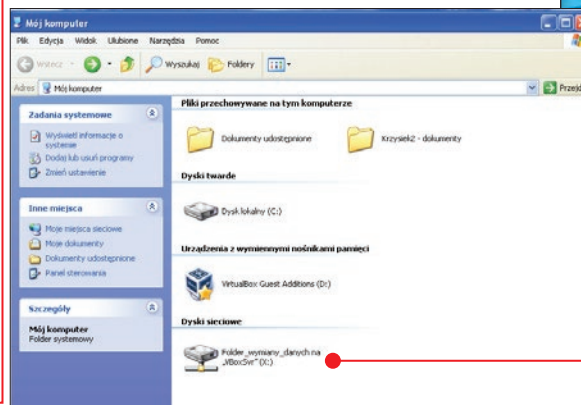 Mój komputer
Plik Edycja Widok Ulubione Narzędzia Pomoc
Wstecz Wyszukaj Foldery
Adres Mój komputer Przejdź
Zadania systemowe
Wyświetl informacje o
systemie
Dodaj lub usuń programy
Zmień ustawienie
Inne miejsca
Moje miejsca sieciowe
Moje dokumenty
Dokumenty udostępnione
Panel sterowania
Szczegóły
Mój komputer
Folder systemowy
Pliki przechowywane na tym komputerze
Dokumenty udostępnione Krzysiek2 - dokumenty
Dyski twarde
Dysk lokalny (C:)
Urządzenia z wymiennymi nośnikami pamięci
VirtualBox Guest Additions (D:)
Dyski sieciowe
Folder_wymiany_danych na
„VBoxSvr” (X:)